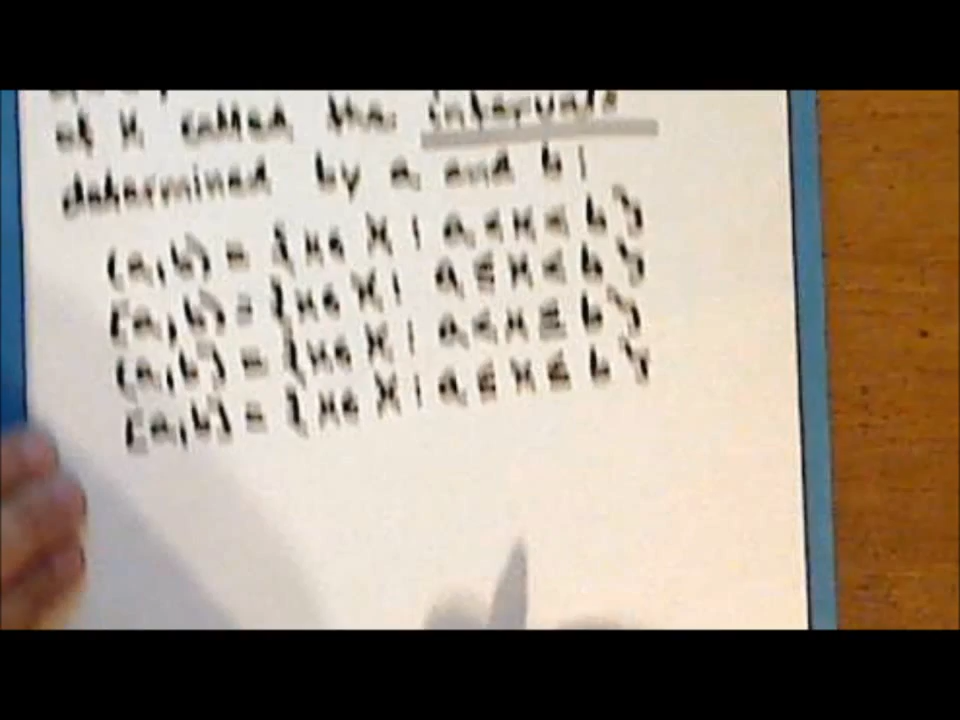 of X called the intervals
determined by a and b:
(a,b) = {x∈ X : a < x < b}
[a,b) = {x∈ X : a ≤ x < b}
(a,b] = {x∈ X : a < x ≤ b}
[a,b] = {x∈ X : a ≤ x ≤ b}